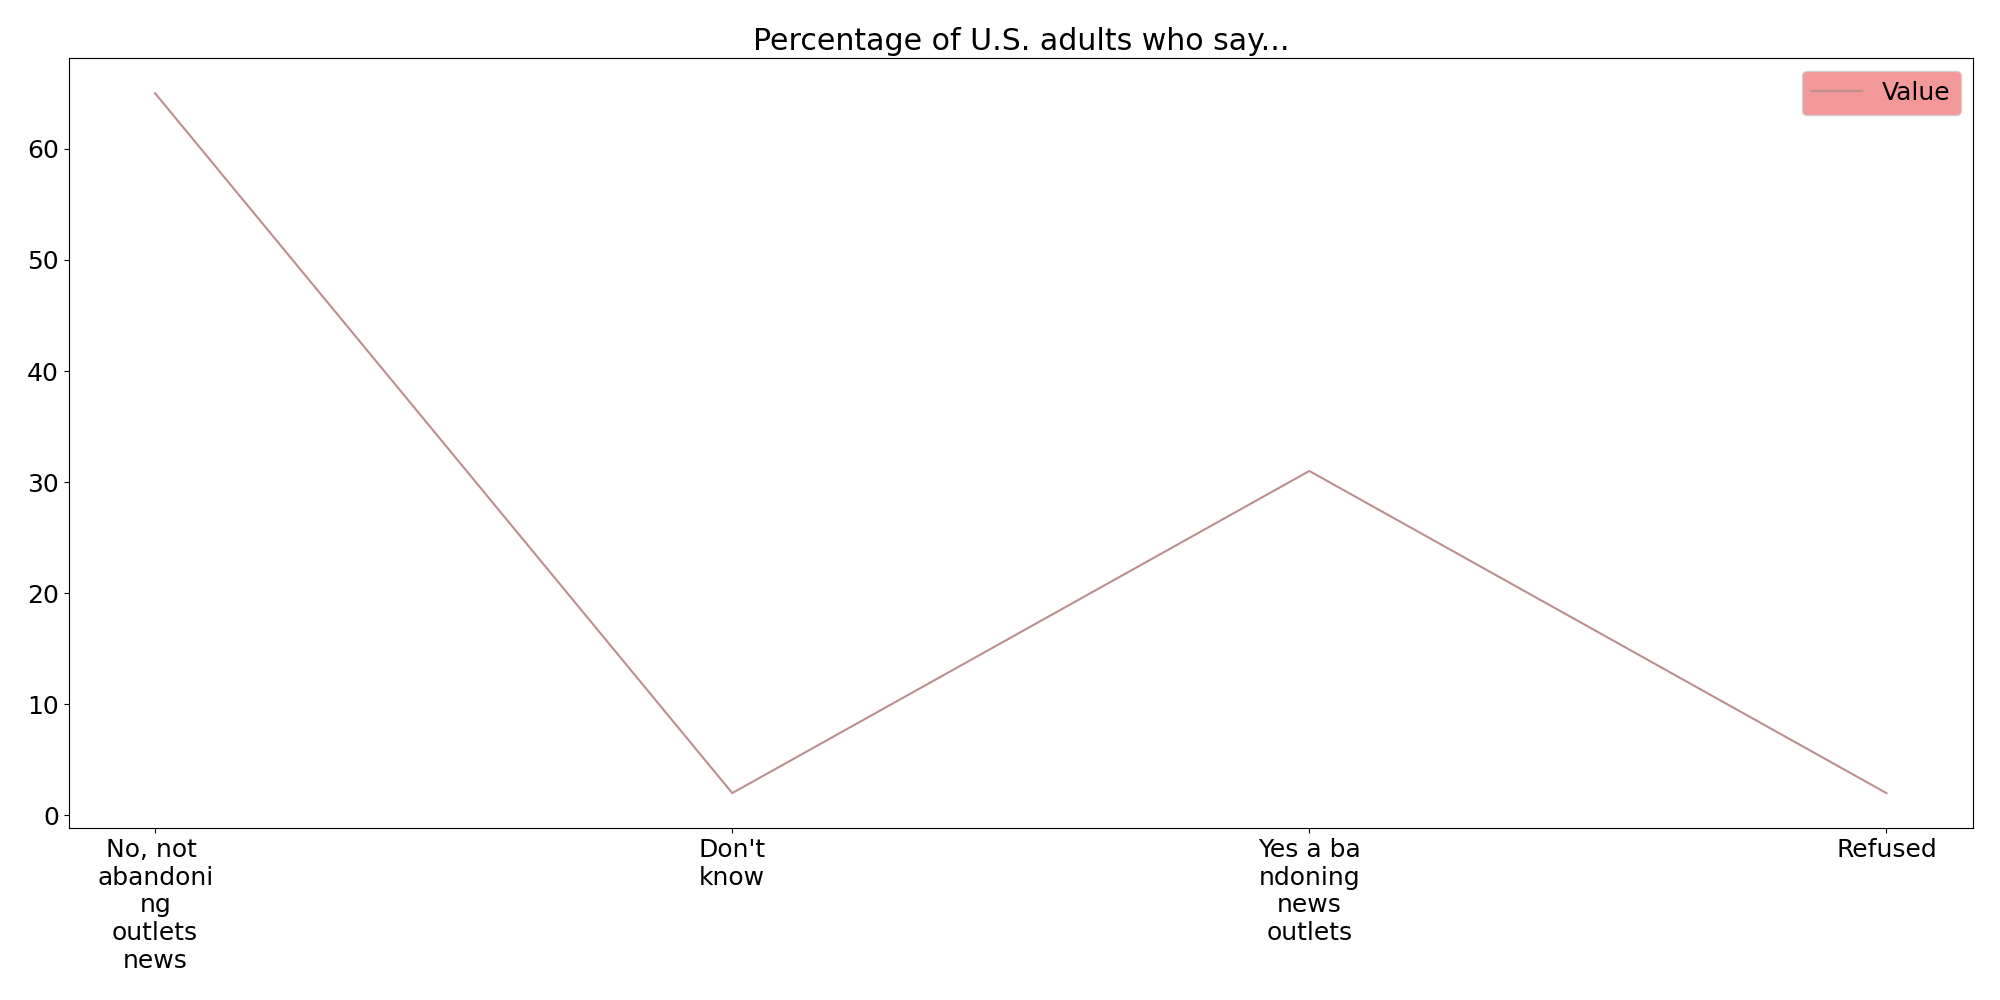 Percentage of U.S. adults who say...
Value
60
50
40
30
20
10
0
No, not
abandoni
ng
outlets
news
Don't
know
Yes a ba
ndoning
news
outlets
Refused